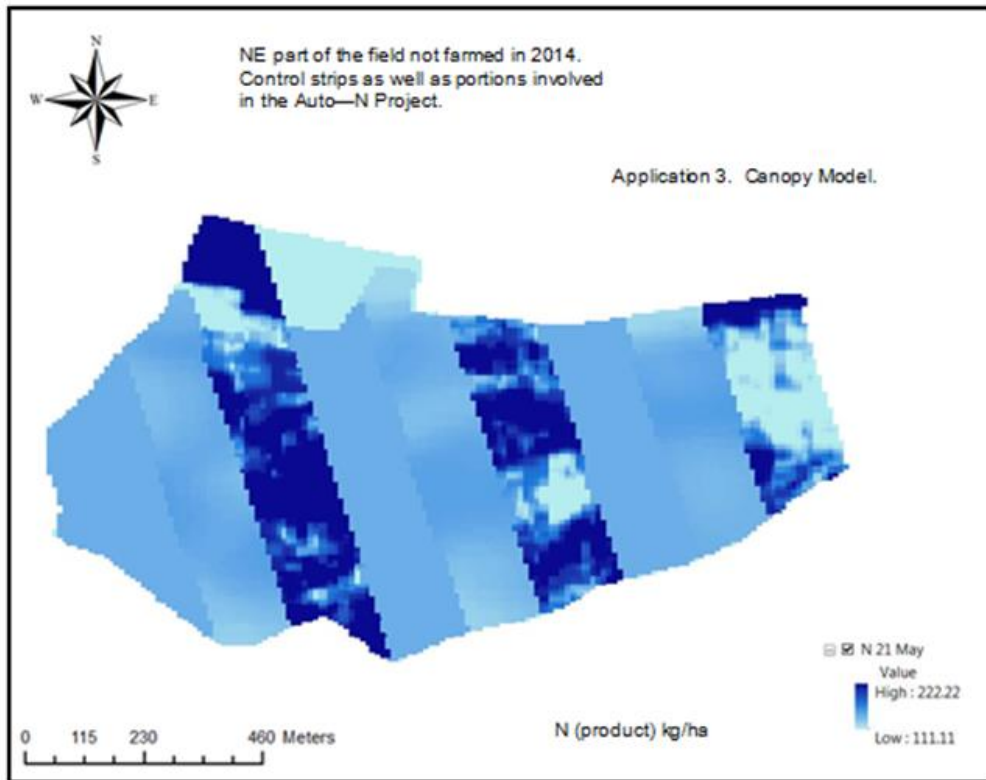 N
W E
S
NE part of the field not farmed in 2014.
Control strips as well as portions involved
in the Auto—N Project.
Application 3. Canopy Model.
N 21 May
Value
High : 222.22
Low : 111.11
N (product) kg/ha
0 115 230 460 Meters